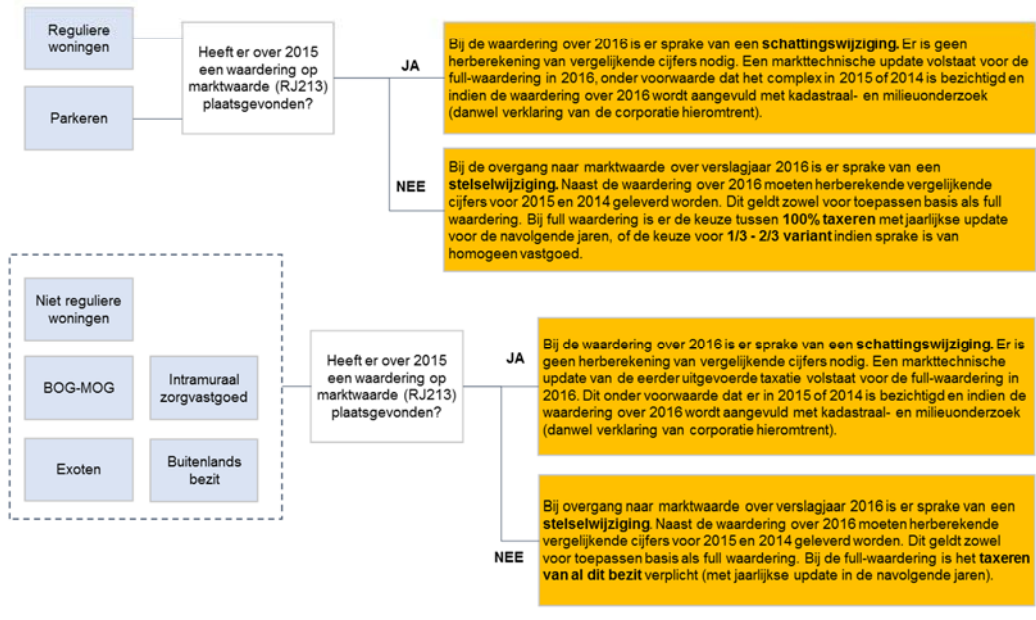 Reguliere
woningen
Parkeren
Heeft er over 2015
een waardering op
marktwaarde (RJ213)
plaatsgevonden?
JA
Bij de waardering over 2016 is er sprake van een schattingswijziging. Er is geen
herberekening van vergelijkende cijfers nodig. Een markttechnische update volstaat voor de
full-waardering in 2016, onder voorwaarde dat het complex in 2015 of 2014 is bezichtigd en
indien de waardering over 2016 wordt aangevuld met kadastraal- en milieuonderzoek
(danwel verklaring van de corporatie hieromtrent).
NEE
Bij de overgang naar marktwaarde over verslagjaar 2016 is er sprake van een
stelselwijziging. Naast de waardering over 2016 moeten herberekende vergelijkende
cijfers voor 2015 en 2014 geleverd worden. Dit geldt zowel voor toepassen basis als full
waardering. Bij full waardering is er de keuze tussen 100% taxeren met jaarlijkse update
voor de navolgende jaren, of de keuze voor 1/3 - 2/3 variant indien sprake is van
homogeen vastgoed.
Niet reguliere
woningen
BOG-MOG
Intramuraal
zorgvastgoed
Exoten
Buitenlands
bezit
Heeft er over 2015
een waardering op
marktwaarde (RJ213)
plaatsgevonden?
JA
Bij de waardering over 2016 is er sprake van een schattingswijziging. Er is
geen herberekening van vergelijkende cijfers nodig. Een markttechnische
update van de eerder uitgevoerde taxatie volstaat voor de full-waardering in
2016. Dit onder voorwaarde dat er in 2015 of 2014 is bezichtigd en indien de
waardering over 2016 wordt aangevuld met kadastraal- en milieuonderzoek
(danwel verklaring van corporatie hieromtrent).
NEE
Bij overgang naar marktwaarde over verslagjaar 2016 is er sprake van een
stelselwijziging. Naast de waardering over 2016 moeten herberekende
vergelijkende cijfers voor 2015 en 2014 geleverd worden. Dit geldt zowel
voor toepassen basis als full waardering. Bij de full-waardering is het taxeren
van al dit bezit verplicht (met jaarlijkse update in de navolgende jaren).